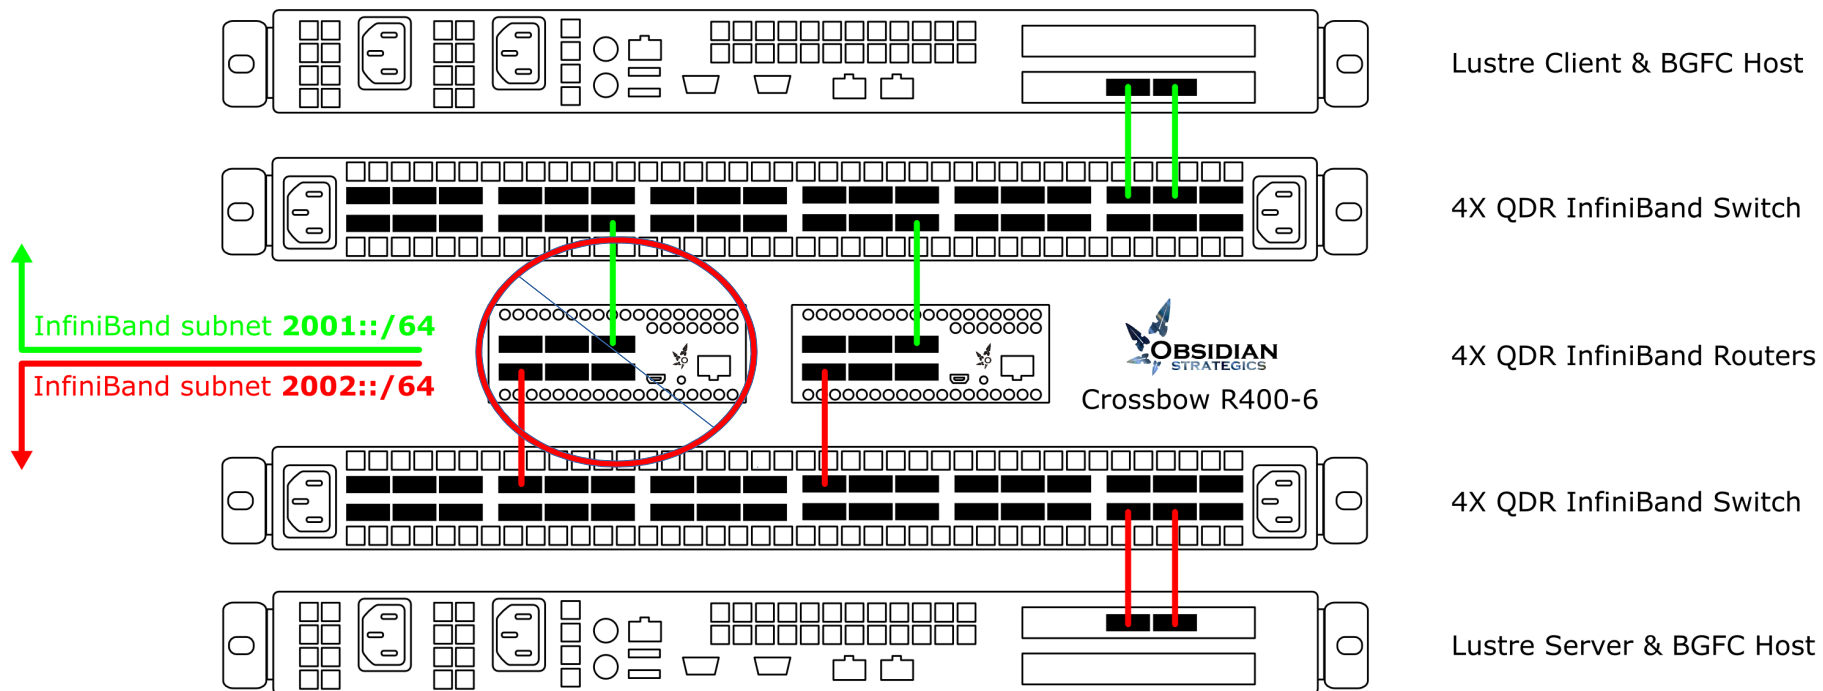 Lustre Client & BGFC Host
4X QDR InfiniBand Switch
InfiniBand subnet 2001::/64
InfiniBand subnet 2002::/64
OBSIDIAN
STRATEGICS
Crossbow R400-6
4X QDR InfiniBand Routers
4X QDR InfiniBand Switch
Lustre Server & BGFC Host